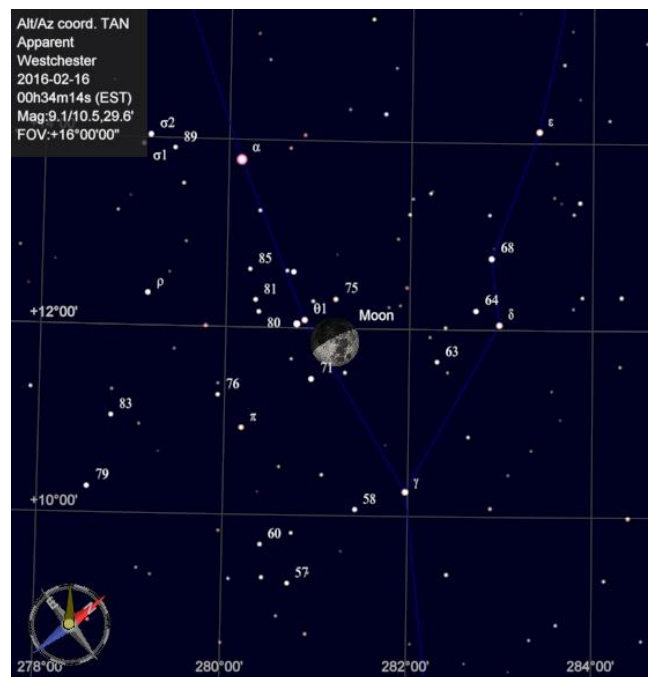 Alt/Az coord. TAN
Apparent
Westchester
2016-02-16
00h34m14s (EST)
Mag:9.1/10.5,29.6'
FOV:+16°00'00"
σ2
89
σ1
α
ε
68
85
ρ
81
75
64
θ1
Moon
δ
+12°00'
80
63
71
76
83
π
79
γ
+10°00'
58
60
57
N
278°00'
280°00'
282°00'
284°00'